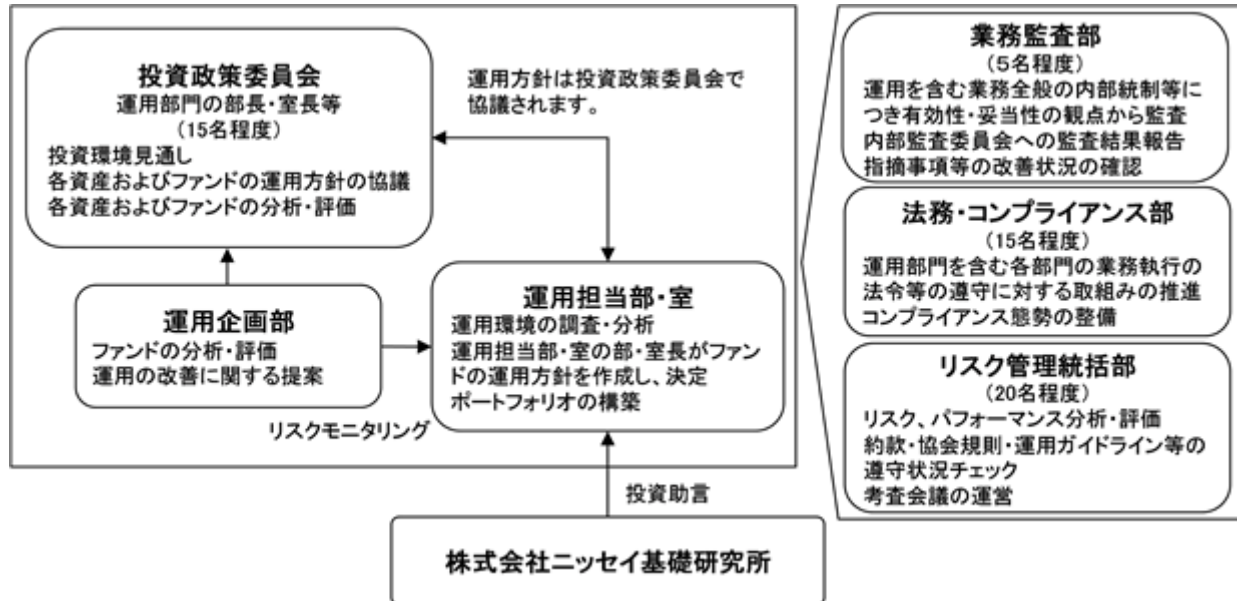 投資政策委員会
運用部門の部長・室長等
(15名程度)
投資環境見通し
各資産およびファンドの運用方針の協議
各資産およびファンドの分析・評価
運用方針は投資政策委員会で
協議されます。
運用企画部
ファンドの分析・評価
運用の改善に関する提案
運用担当部・室
運用環境の調査・分析
運用担当部・室の部・室長がファン
ドの運用方針を作成し、決定
ポートフォリオの構築
リスクモニタリング
投資助言
株式会社ニッセイ基礎研究所
業務監査部
(5名程度)
運用を含む業務全般の内部統制等に
つき有効性・妥当性の観点から監査
内部監査委員会への監査結果報告
指摘事項等の改善状況の確認
法務・コンプライアンス部
(15名程度)
運用部門を含む各部門の業務執行の
法令等の遵守に対する取組みの推進
コンプライアンス態勢の整備
リスク管理統括部
(20名程度)
リスク、パフォーマンス分析・評価
約款・協会規則・運用ガイドライン等の
遵守状況チェック
考査会議の運営